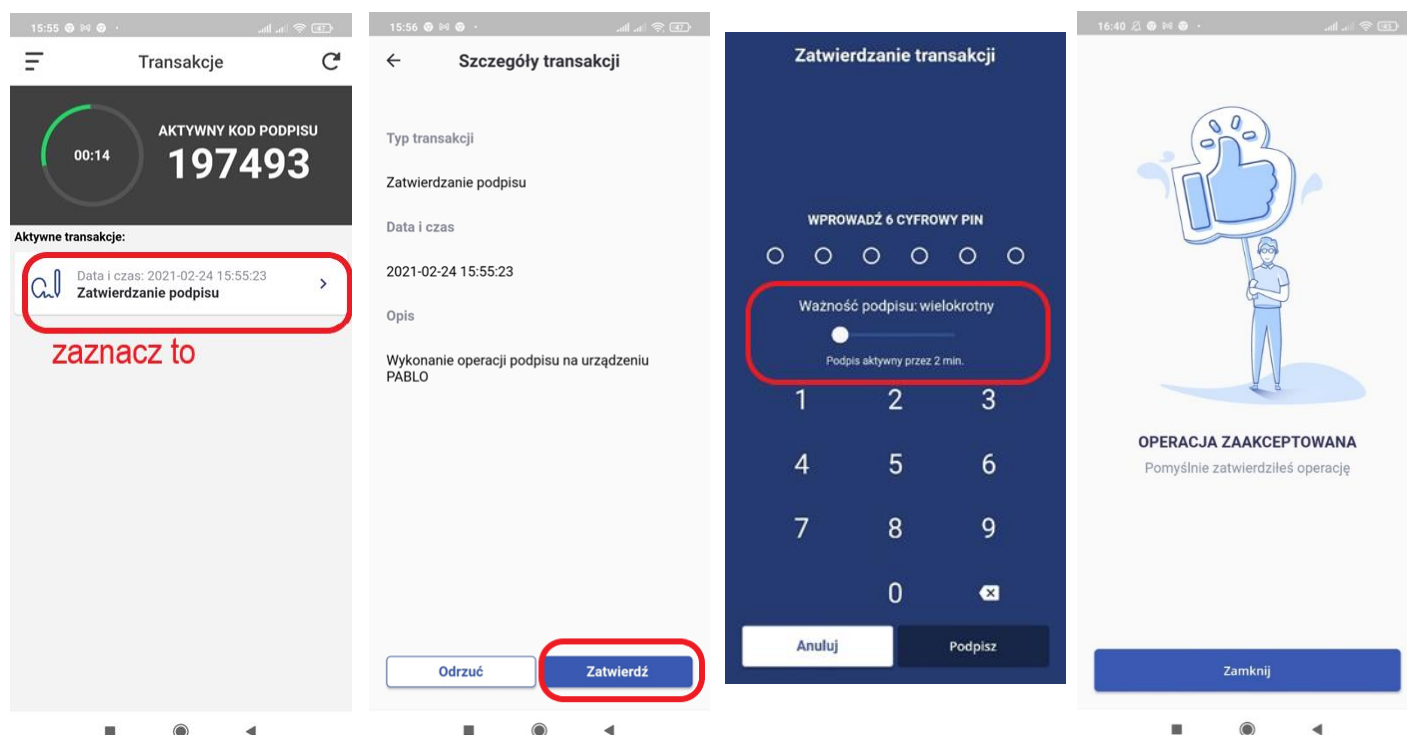 15:55
47
Transakcje
00:14
AKTYWNY KOD PODPISU
197493
Aktywne transakcje:
Data i czas: 2021-02-24 15:55:23
Zatwierdzanie podpisu
zaznacz to
15:56
47
Szczegóły transakcji
Typ transakcji
Zatwierdzanie podpisu
Data i czas
2021-02-24 15:55:23
Opis
Wykonanie operacji podpisu na urządzeniu
PABLO
Odrzuć
Zatwierdź
Zatwierdzanie transakcji
WPROWADŹ 6 CYFROWY PIN
Ważność podpisu: wielokrotny
Podpis aktywny przez 2 min.
1 2 3
4 5 6
7 8 9
0
Anuluj
Podpisz
16:40
45
OPERACJA ZAAKCEPTOWANA
Pomyślnie zatwierdziłeś operację
Zamknij